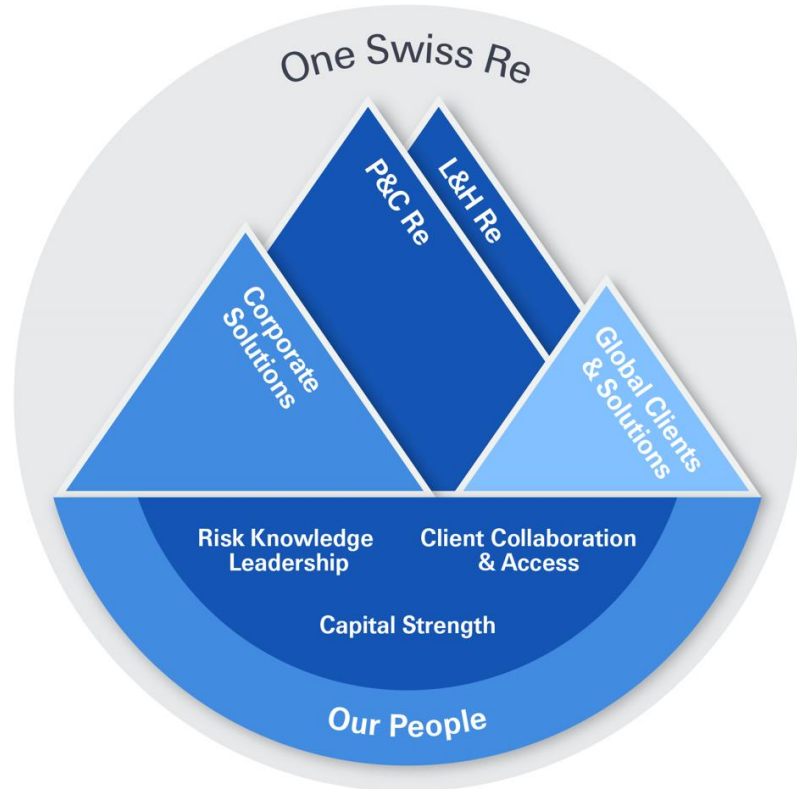 One Swiss Re
P&C Re
L&H Re
Corporate
Solutions
Global Clients
& Solutions
Risk Knowledge
Leadership
Client Collaboration
& Access
Capital Strength
Our People